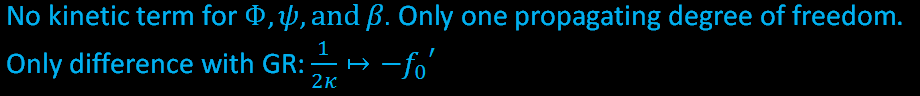 No kinetic term for Φ, ψ, and β. Only one propagating degree of freedom.
Only difference with GR: 1/2κ ↦ −f₀′